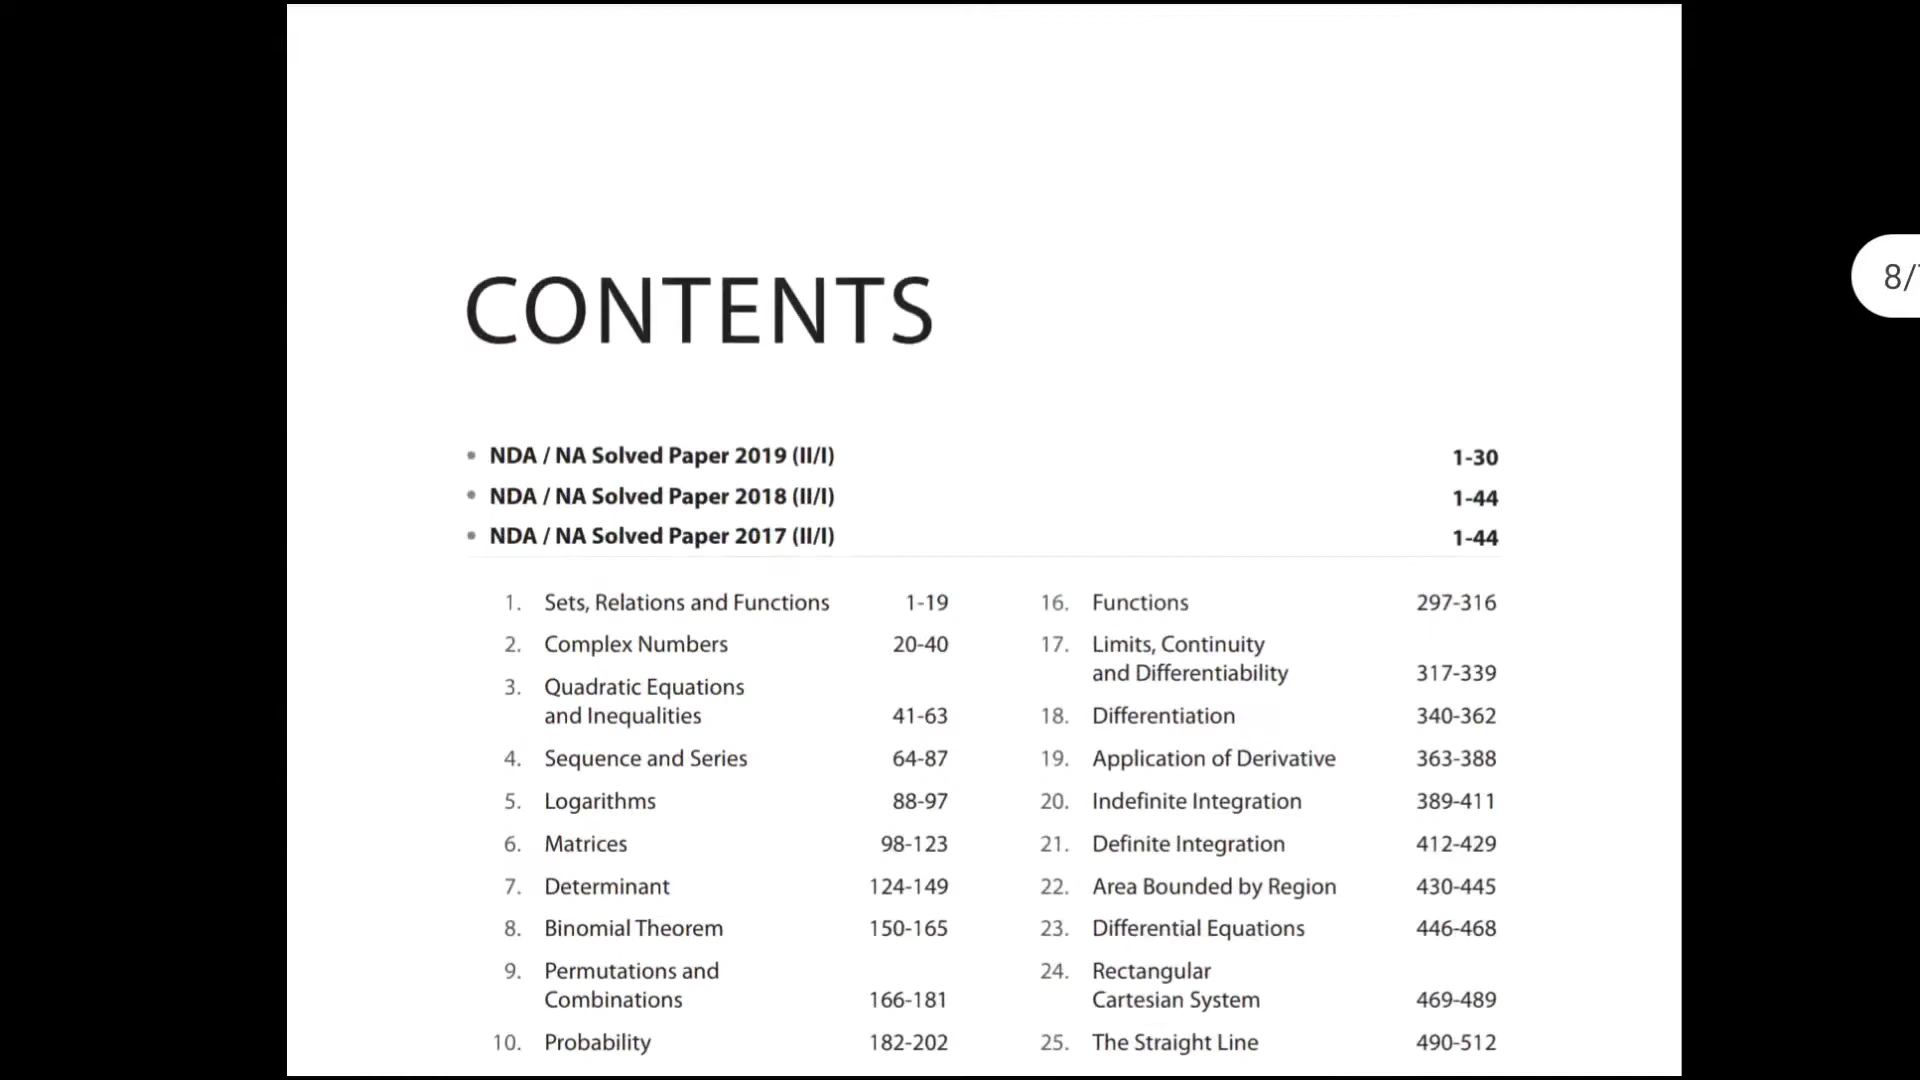 CONTENTS
• NDA / NA Solved Paper 2019 (II/I) 1-30
• NDA / NA Solved Paper 2018 (II/I) 1-44
• NDA / NA Solved Paper 2017 (II/I) 1-44
1. Sets, Relations and Functions 1-19
2. Complex Numbers 20-40
3. Quadratic Equations
and Inequalities 41-63
4. Sequence and Series 64-87
5. Logarithms 88-97
6. Matrices 98-123
7. Determinant 124-149
8. Binomial Theorem 150-165
9. Permutations and
Combinations 166-181
10. Probability 182-202
16. Functions 297-316
17. Limits, Continuity
and Differentiability 317-339
18. Differentiation 340-362
19. Application of Derivative 363-388
20. Indefinite Integration 389-411
21. Definite Integration 412-429
22. Area Bounded by Region 430-445
23. Differential Equations 446-468
24. Rectangular
Cartesian System 469-489
25. The Straight Line 490-512
8/